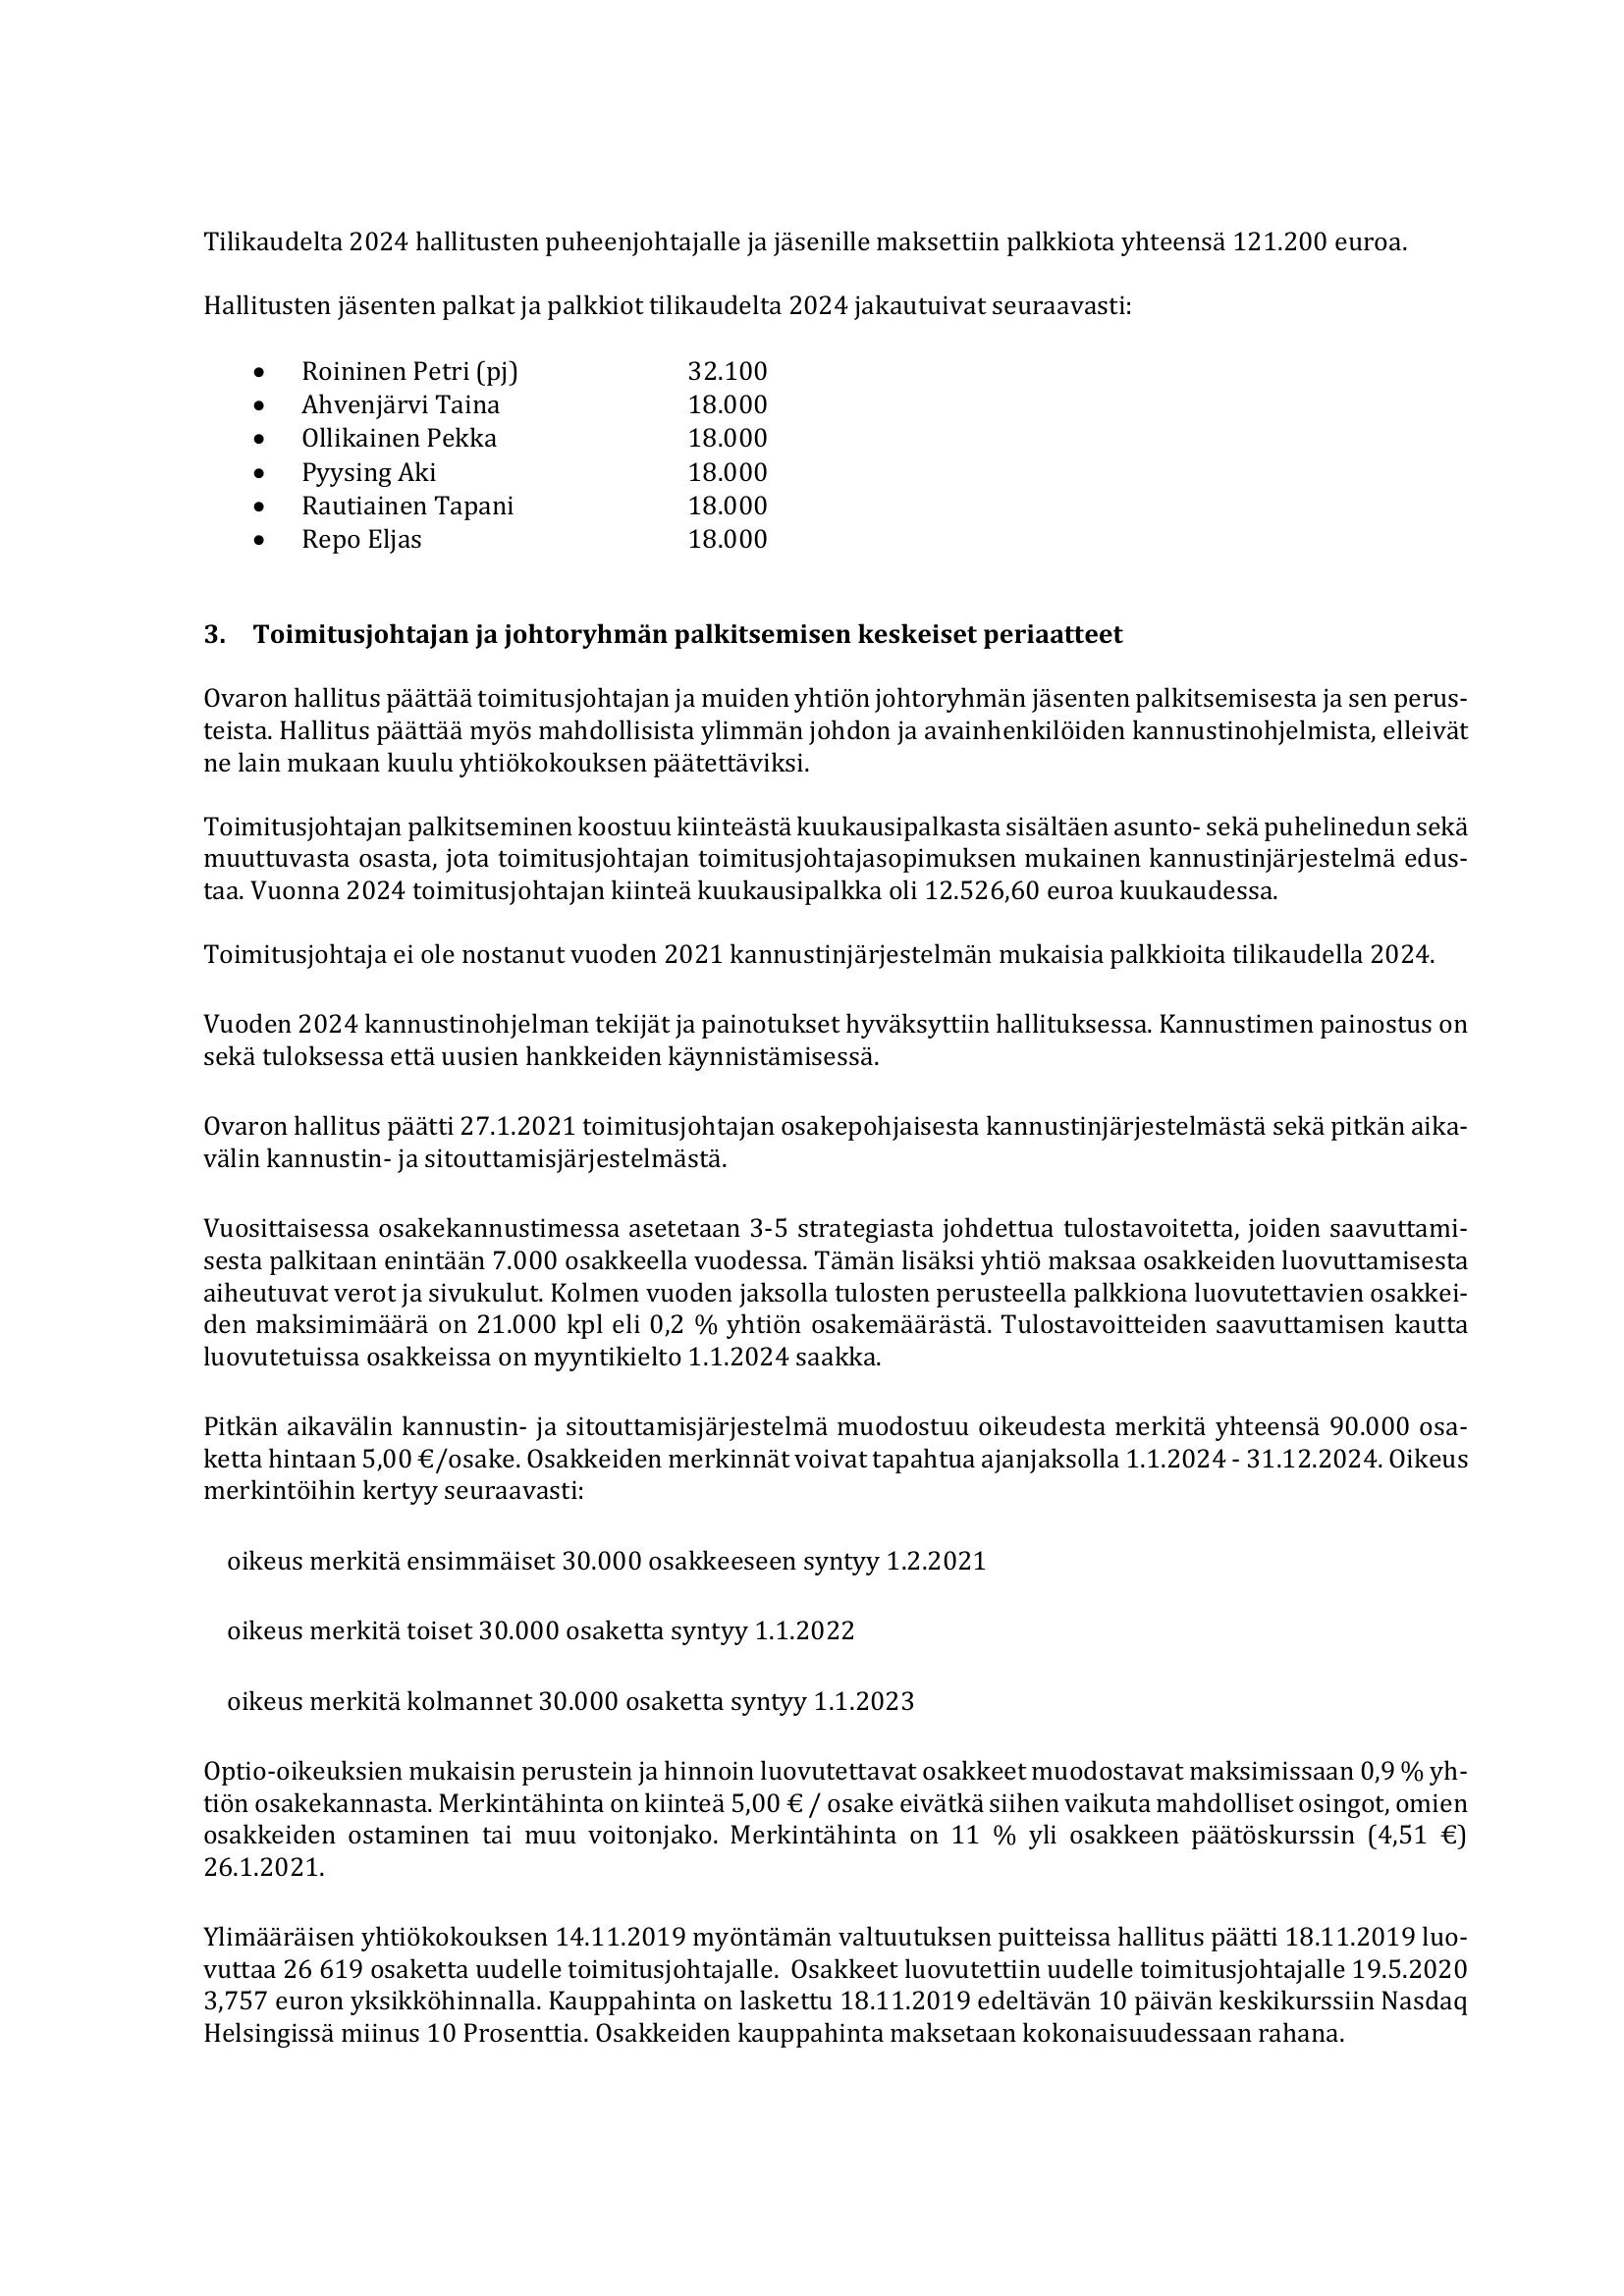 Tilikaudelta 2024 hallitusten puheenjohtajalle ja jäsenille maksettiin palkkiota yhteensä 121.200 euroa.
Hallitusten jäsenten palkat ja palkkiot tilikaudelta 2024 jakautuivat seuraavasti:
• Roininen Petri (pj) 32.100
• Ahvenjärvi Taina 18.000
• Ollikainen Pekka 18.000
• Pyysing Aki 18.000
• Rautiainen Tapani 18.000
• Repo Eljas 18.000
3. Toimitusjohtajan ja johtoryhmän palkitsemisen keskeiset periaatteet
Ovaron hallitus päättää toimitusjohtajan ja muiden yhtiön johtoryhmän jäsenten palkitsemisesta ja sen perus-
teista. Hallitus päättää myös mahdollisista ylimmän johdon ja avainhenkilöiden kannustinohjelmista, elleivät
ne lain mukaan kuulu yhtiökokouksen päätettäviksi.
Toimitusjohtajan palkitseminen koostuu kiinteästä kuukausipalkasta sisältäen asunto- sekä puhelinedun sekä
muuttuvasta osasta, jota toimitusjohtajan toimitusjohtajasopimuksen mukainen kannustinjärjestelmä edus-
taa. Vuonna 2024 toimitusjohtajan kiinteä kuukausipalkka oli 12.526,60 euroa kuukaudessa.
Toimitusjohtaja ei ole nostanut vuoden 2021 kannustinjärjestelmän mukaisia palkkioita tilikaudella 2024.
Vuoden 2024 kannustinohjelman tekijät ja painotukset hyväksyttiin hallituksessa. Kannustimen painostus on
sekä tuloksessa että uusien hankkeiden käynnistämisessä.
Ovaron hallitus päätti 27.1.2021 toimitusjohtajan osakepohjaisesta kannustinjärjestelmästä sekä pitkän aika-
välin kannustin- ja sitouttamisjärjestelmästä.
Vuosittaisessa osakekannustimessa asetetaan 3-5 strategiasta johdettua tulostavoitetta, joiden saavuttami-
sesta palkitaan enintään 7.000 osakkeella vuodessa. Tämän lisäksi yhtiö maksaa osakkeiden luovuttamisesta
aiheutuvat verot ja sivukulut. Kolmen vuoden jaksolla tulosten perusteella palkkiona luovutettavien osakkei-
den maksimimäärä on 21.000 kpl eli 0,2 % yhtiön osakemäärästä. Tulostavoitteiden saavuttamisen kautta
luovutetuissa osakkeissa on myyntikielto 1.1.2024 saakka.
Pitkän aikavälin kannustin- ja sitouttamisjärjestelmä muodostuu oikeudesta merkitä yhteensä 90.000 osa-
ketta hintaan 5,00 €/osake. Osakkeiden merkinnät voivat tapahtua ajanjaksolla 1.1.2024 - 31.12.2024. Oikeus
merkintöihin kertyy seuraavasti:
oikeus merkitä ensimmäiset 30.000 osakkeeseen syntyy 1.2.2021
oikeus merkitä toiset 30.000 osaketta syntyy 1.1.2022
oikeus merkitä kolmannet 30.000 osaketta syntyy 1.1.2023
Optio-oikeuksien mukaisin perustein ja hinnoin luovutettavat osakkeet muodostavat maksimissaan 0,9 % yh-
tiön osakekannasta. Merkintähinta on kiinteä 5,00 € / osake eivätkä siihen vaikuta mahdolliset osingot, omien
osakkeiden ostaminen tai muu voitonjako. Merkintähinta on 11 % yli osakkeen päätöskurssin (4,51 €)
26.1.2021.
Ylimääräisen yhtiökokouksen 14.11.2019 myöntämän valtuutuksen puitteissa hallitus päätti 18.11.2019 luo-
vuttaa 26 619 osaketta uudelle toimitusjohtajalle. Osakkeet luovutettiin uudelle toimitusjohtajalle 19.5.2020
3,757 euron yksikköhinnalla. Kauppahinta on laskettu 18.11.2019 edeltävän 10 päivän keskikurssiin Nasdaq
Helsingissä miinus 10 Prosenttia. Osakkeiden kauppahinta maksetaan kokonaisuudessaan rahana.